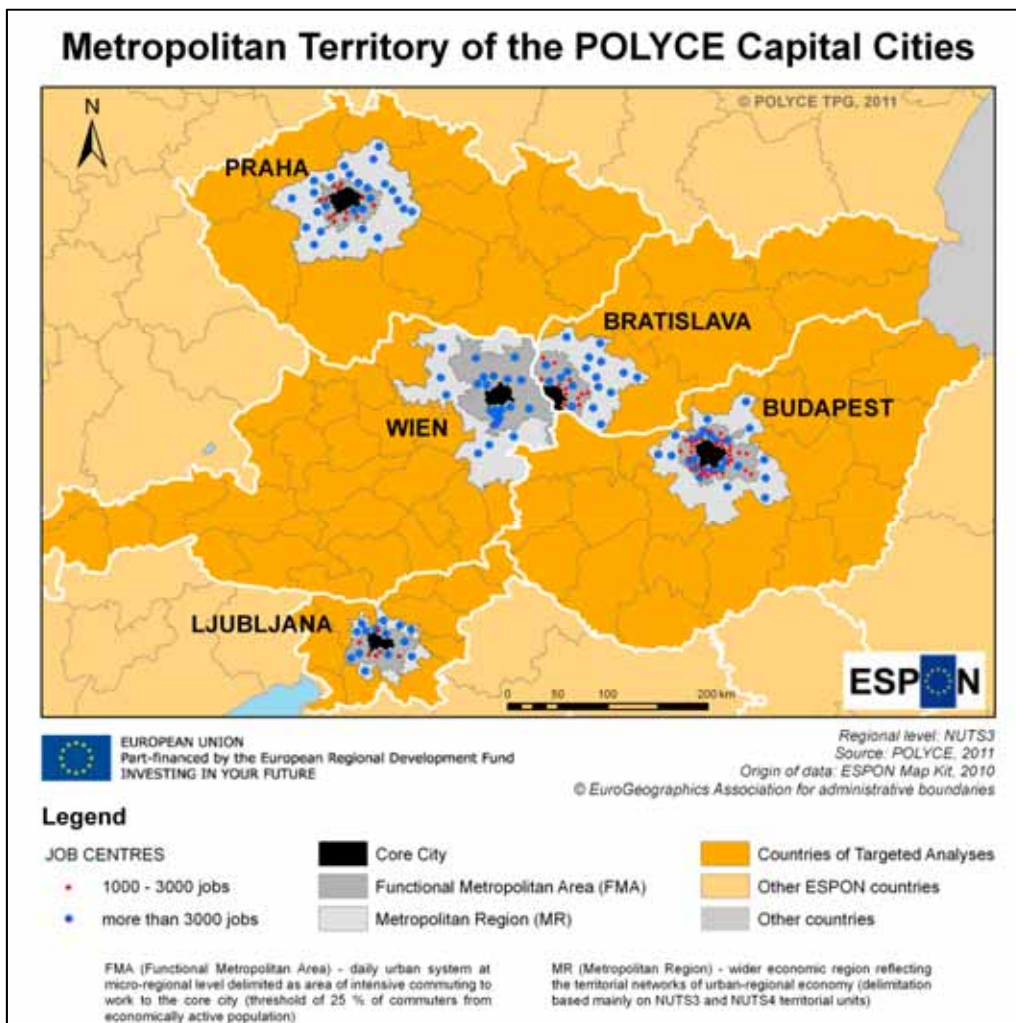 Metropolitan Territory of the POLYCE Capital Cities
© POLYCE TPG, 2011
N
PRAHA
BRATISLAVA
WIEN
BUDAPEST
LJUBLJANA
ESPON
0 50 100 200 km
EUROPEAN UNION
Part-financed by the European Regional Development Fund
INVESTING IN YOUR FUTURE
Regional level: NUTS3
Source: POLYCE, 2011
Origin of data: ESPON Map Kit, 2010
© EuroGeographics Association for administrative boundaries
Legend
JOB CENTRES
1000 - 3000 jobs
more than 3000 jobs
Core City
Functional Metropolitan Area (FMA)
Metropolitan Region (MR)
Countries of Targeted Analyses
Other ESPON countries
Other countries
FMA (Functional Metropolitan Area) - daily urban system at
micro-regional level delimited as area of intensive commuting to
work to the core city (threshold of 25 % of commuters from
economically active population)
MR (Metropolitan Region) - wider economic region reflecting
the territorial networks of urban-regional economy (delimitation
based mainly on NUTS3 and NUTS4 territorial units)